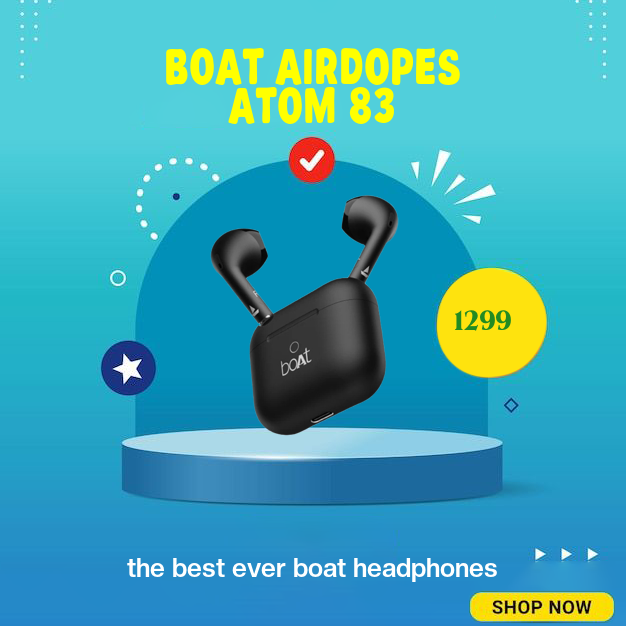 BOAT AIRDOPES
ATOM 83
1299
boAt
the best ever boat headphones
SHOP NOW